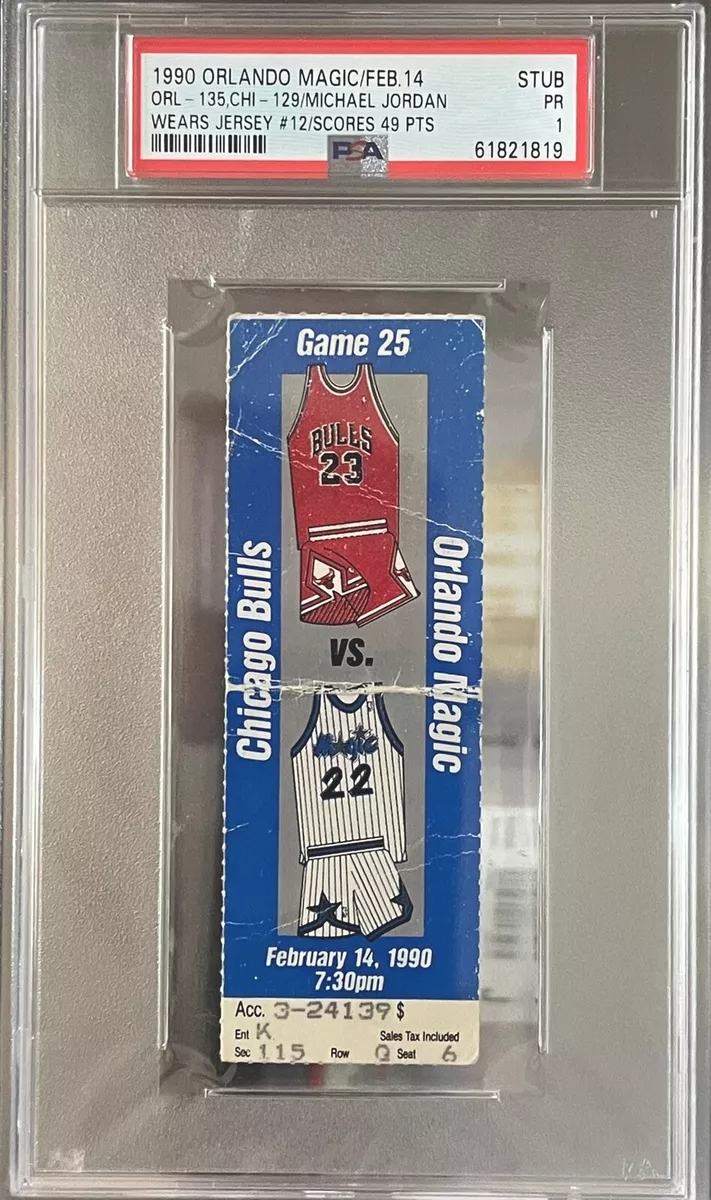 1990 ORLANDO MAGIC/FEB.14 STUB
ORL-135,CHI-129/MICHAEL JORDAN PR
WEARS JERSEY #12/SCORES 49 PTS 1
PSA 61821819
Game 25
BULLS
23
Chicago Bulls
vs.
Orlando Magic
Magic
22
February 14, 1990
7:30pm
Acc. 3-24139 $
Ent K Sales Tax Included
Sec 115 Row Q Seat 6